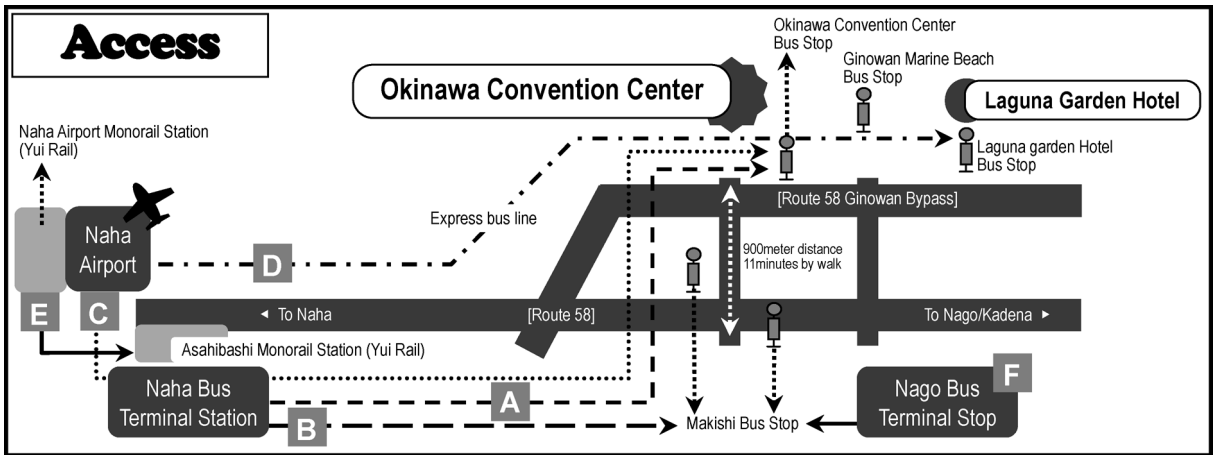 Access
Okinawa Convention Center
Bus Stop
Ginowan Marine Beach
Bus Stop
Okinawa Convention Center
Laguna Garden Hotel
Naha Airport Monorail Station
(Yui Rail)
Laguna garden Hotel
Bus Stop
[Route 58 Ginowan Bypass]
Express bus line
Naha
Airport
900meter distance
11minutes by walk
D
E
C
◄ To Naha
[Route 58]
To Nago/Kadena ►
Asahibashi Monorail Station (Yui Rail)
Naha Bus
Terminal Station
A
B
Makishi Bus Stop
Nago Bus
Terminal Stop
F